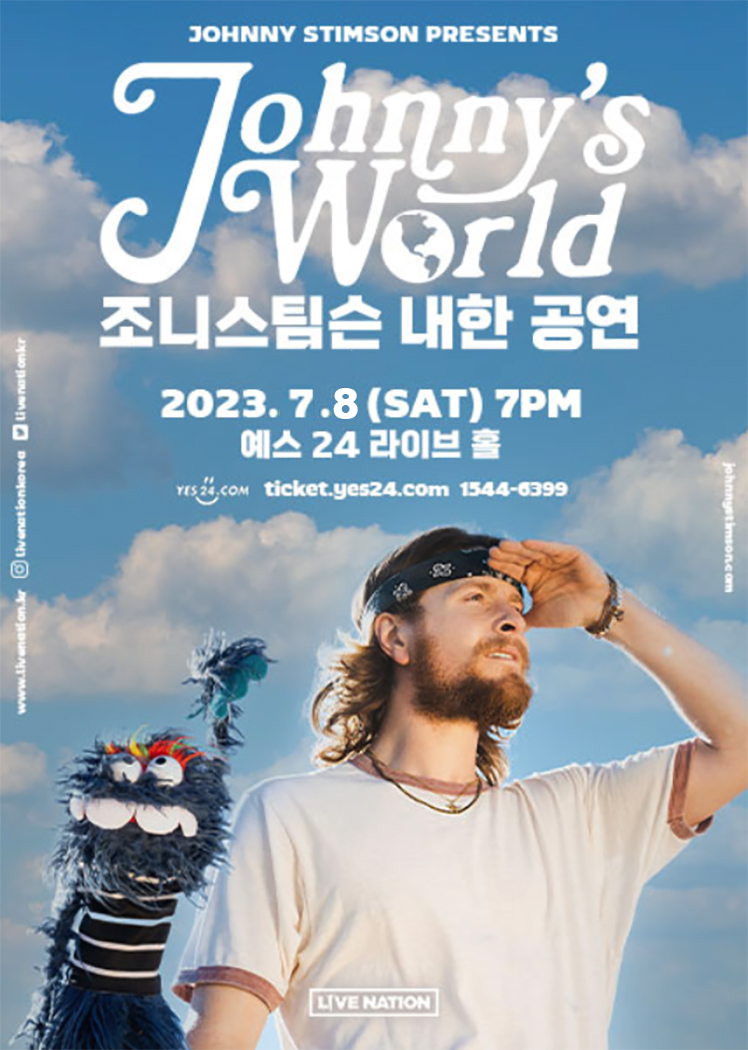 JOHNNY STIMSON PRESENTS
Johnny's
World
조니스팀슨 내한 공연
2023. 7.8 (SAT) 7PM
예스 24 라이브 홀
YES24.COM ticket.yes24.com 1544-6399
www.livenation.kr livenationkorea livenationkr
johnnystimson.com
LIVE NATION